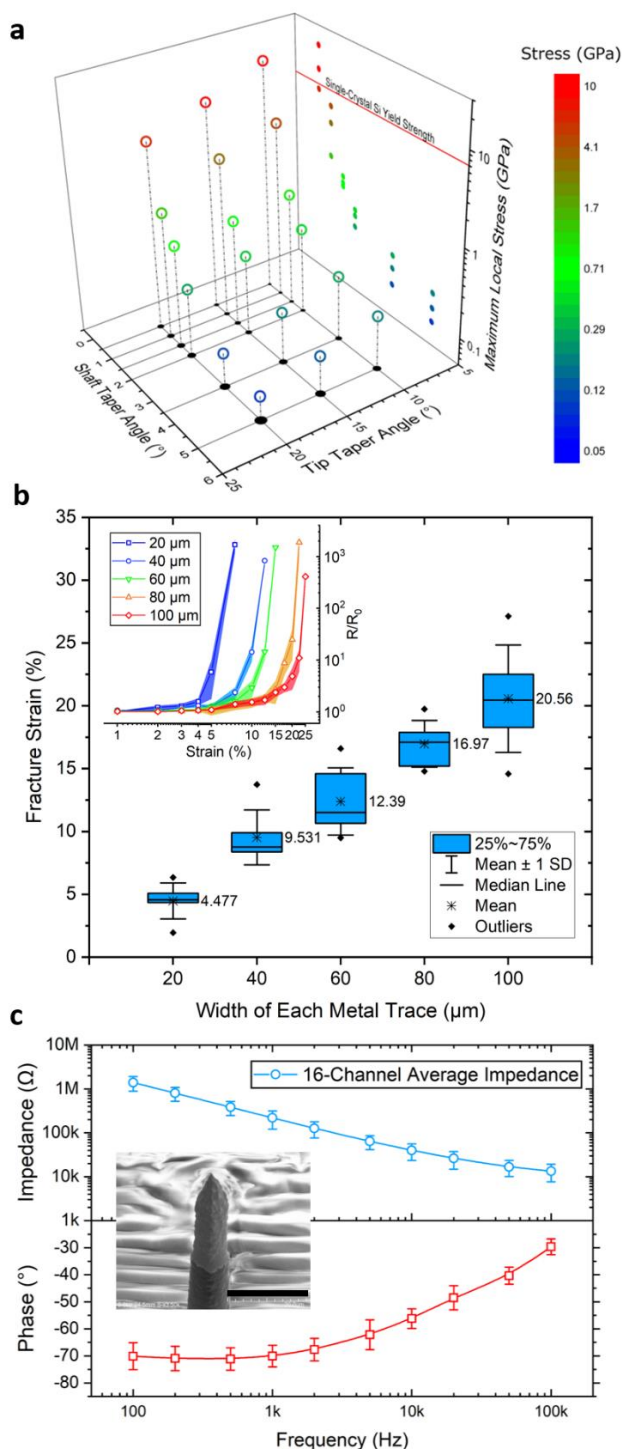 a
Stress (GPa)
10
4.1
1.7
0.71
0.29
0.12
0.05
Single-Crystal Si Yield Strength
Maximum Local Stress (GPa)
10
1
0.1
Shaft Taper Angle (°)
0
1
2
3
4
5
6
Tip Taper Angle (°)
25
20
15
10
5
b
35
30
25
20
15
10
5
0
Fracture Strain (%)
20 µm
40 µm
60 µm
80 µm
100 µm
10³
10²
10¹
10⁰
R/R₀
1 2 3 4 5 10 15 20 25
Strain (%)
4.477
9.531
12.39
16.97
20.56
25%~75%
Mean ± 1 SD
Median Line
Mean
Outliers
20 40 60 80 100
Width of Each Metal Trace (µm)
c
10M
1M
100k
10k
1k
Impedance (Ω)
16-Channel Average Impedance
-30
-40
-50
-60
-70
-80
Phase (°)
100 1k 10k 100k
Frequency (Hz)